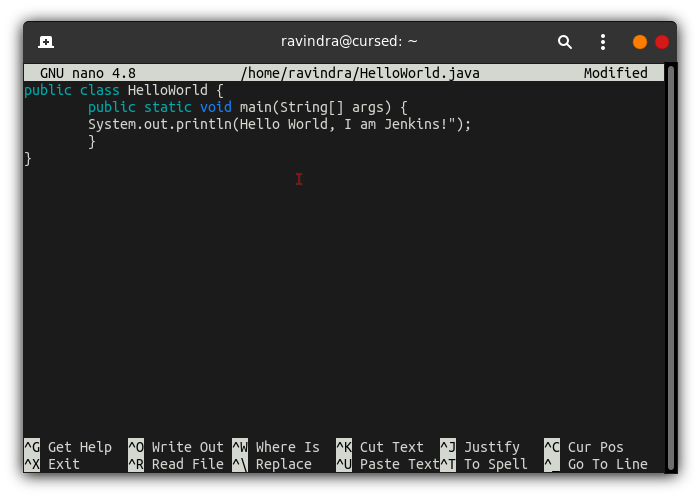 ravindra@cursed: ~
GNU nano 4.8 /home/ravindra/HelloWorld.java Modified
public class HelloWorld {
        public static void main(String[] args) {
        System.out.println(Hello World, I am Jenkins!");
        }
}
^G Get Help ^O Write Out ^W Where Is ^K Cut Text ^J Justify ^C Cur Pos
^X Exit ^R Read File ^\ Replace ^U Paste Text^T To Spell ^_ Go To Line